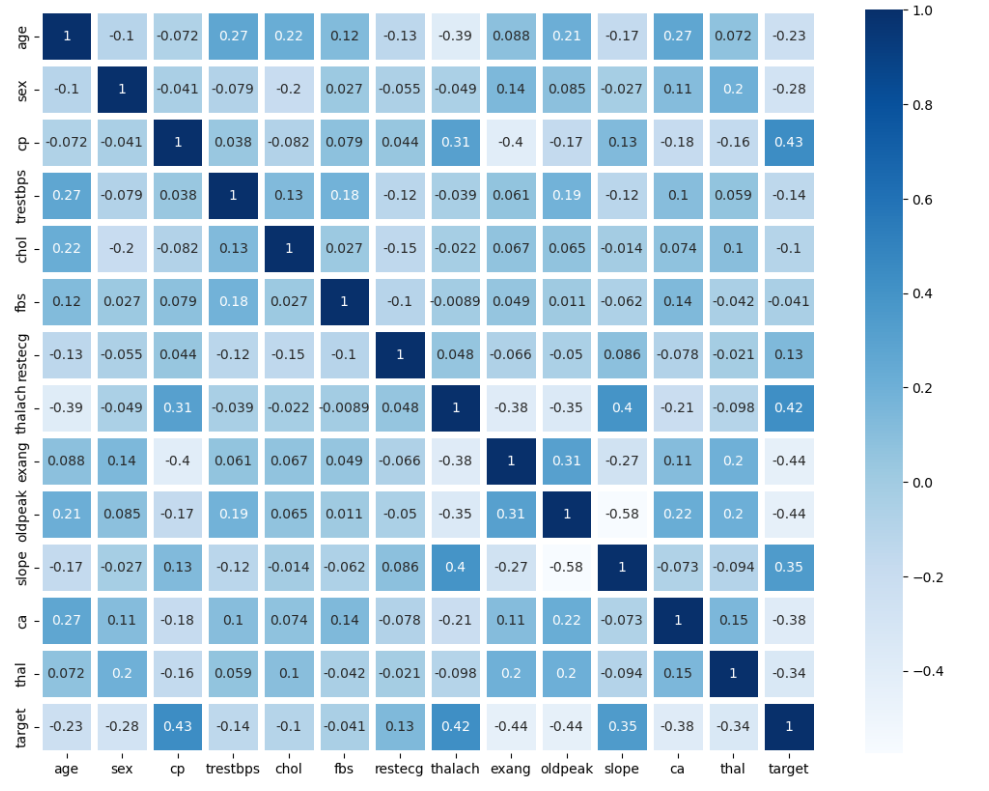 age 1 -0.1 -0.072 0.27 0.22 0.12 -0.13 -0.39 0.088 0.21 -0.17 0.27 0.072 -0.23
sex -0.1 1 -0.041 -0.079 -0.2 0.027 -0.055 -0.049 0.14 0.085 -0.027 0.11 0.2 -0.28
cp -0.072 -0.041 1 0.038 -0.082 0.079 0.044 0.31 -0.4 -0.17 0.13 -0.18 -0.16 0.43
trestbps 0.27 -0.079 0.038 1 0.13 0.18 -0.12 -0.039 0.061 0.19 -0.12 0.1 0.059 -0.14
chol 0.22 -0.2 -0.082 0.13 1 0.027 -0.15 -0.022 0.067 0.065 -0.014 0.074 0.1 -0.1
fbs 0.12 0.027 0.079 0.18 0.027 1 -0.1 -0.0089 0.049 0.011 -0.062 0.14 -0.042 -0.041
restecg -0.13 -0.055 0.044 -0.12 -0.15 -0.1 1 0.048 -0.066 -0.05 0.086 -0.078 -0.021 0.13
thalach -0.39 -0.049 0.31 -0.039 -0.022 -0.0089 0.048 1 -0.38 -0.35 0.4 -0.21 -0.098 0.42
exang 0.088 0.14 -0.4 0.061 0.067 0.049 -0.066 -0.38 1 0.31 -0.27 0.11 0.2 -0.44
oldpeak 0.21 0.085 -0.17 0.19 0.065 0.011 -0.05 -0.35 0.31 1 -0.58 0.22 0.2 -0.44
slope -0.17 -0.027 0.13 -0.12 -0.014 -0.062 0.086 0.4 -0.27 -0.58 1 -0.073 -0.094 0.35
ca 0.27 0.11 -0.18 0.1 0.074 0.14 -0.078 -0.21 0.11 0.22 -0.073 1 0.15 -0.38
thal 0.072 0.2 -0.16 0.059 0.1 -0.042 -0.021 -0.098 0.2 0.2 -0.094 0.15 1 -0.34
target -0.23 -0.28 0.43 -0.14 -0.1 -0.041 0.13 0.42 -0.44 -0.44 0.35 -0.38 -0.34 1
age sex cp trestbps chol fbs restecg thalach exang oldpeak slope ca thal target
1.0
0.8
0.6
0.4
0.2
0.0
−0.2
−0.4